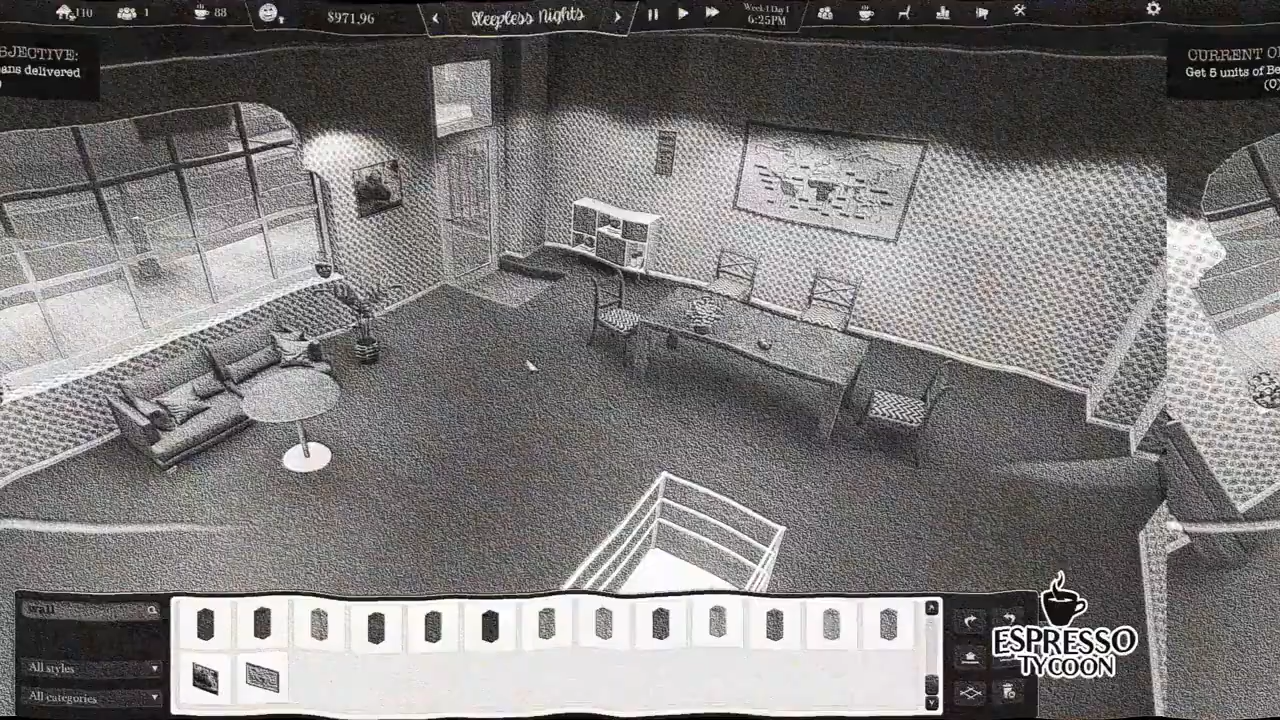 110
1
88
$971,96
Sleepless Nights
Week 1 Day 1
6:25PM
BJECTIVE:
ans delivered
CURRENT O
Get 5 units of Be
(0
wall
All styles
All categories
ESPRESSO
TYCOON